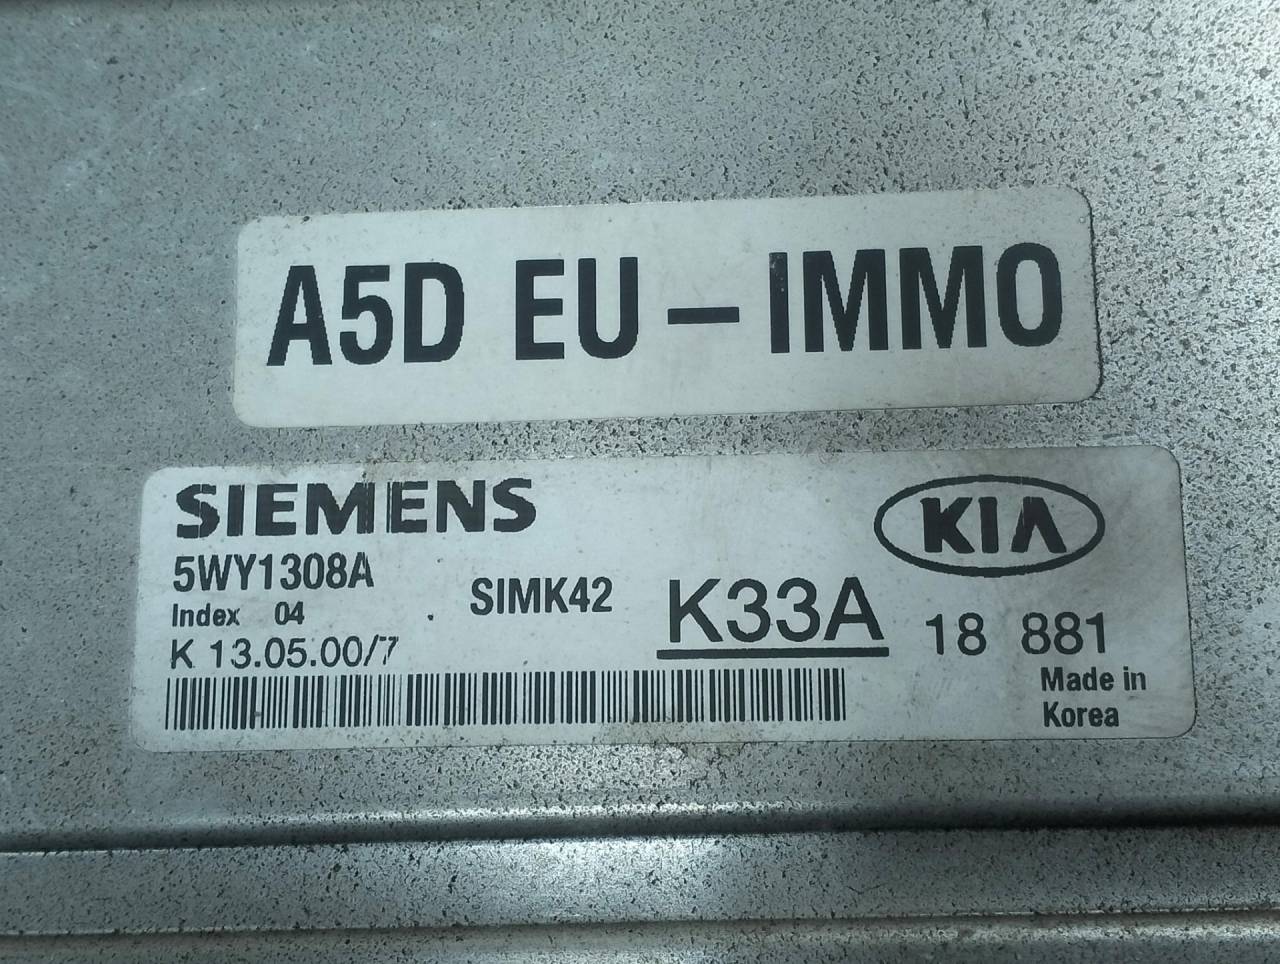 A5D EU-IMMO
SIEMENS
KIA
5WY1308A
SIMK42
K33A
18 881
Index 04
K 13.05.00/7
Made in
Korea